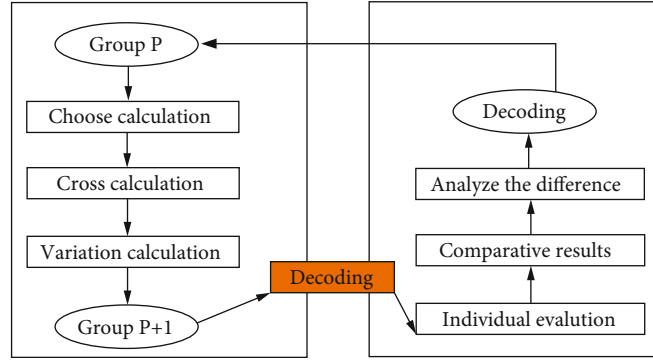 Group P
Choose calculation
Cross calculation
Variation calculation
Group P+1
Decoding
Decoding
Analyze the difference
Comparative results
Individual evalution